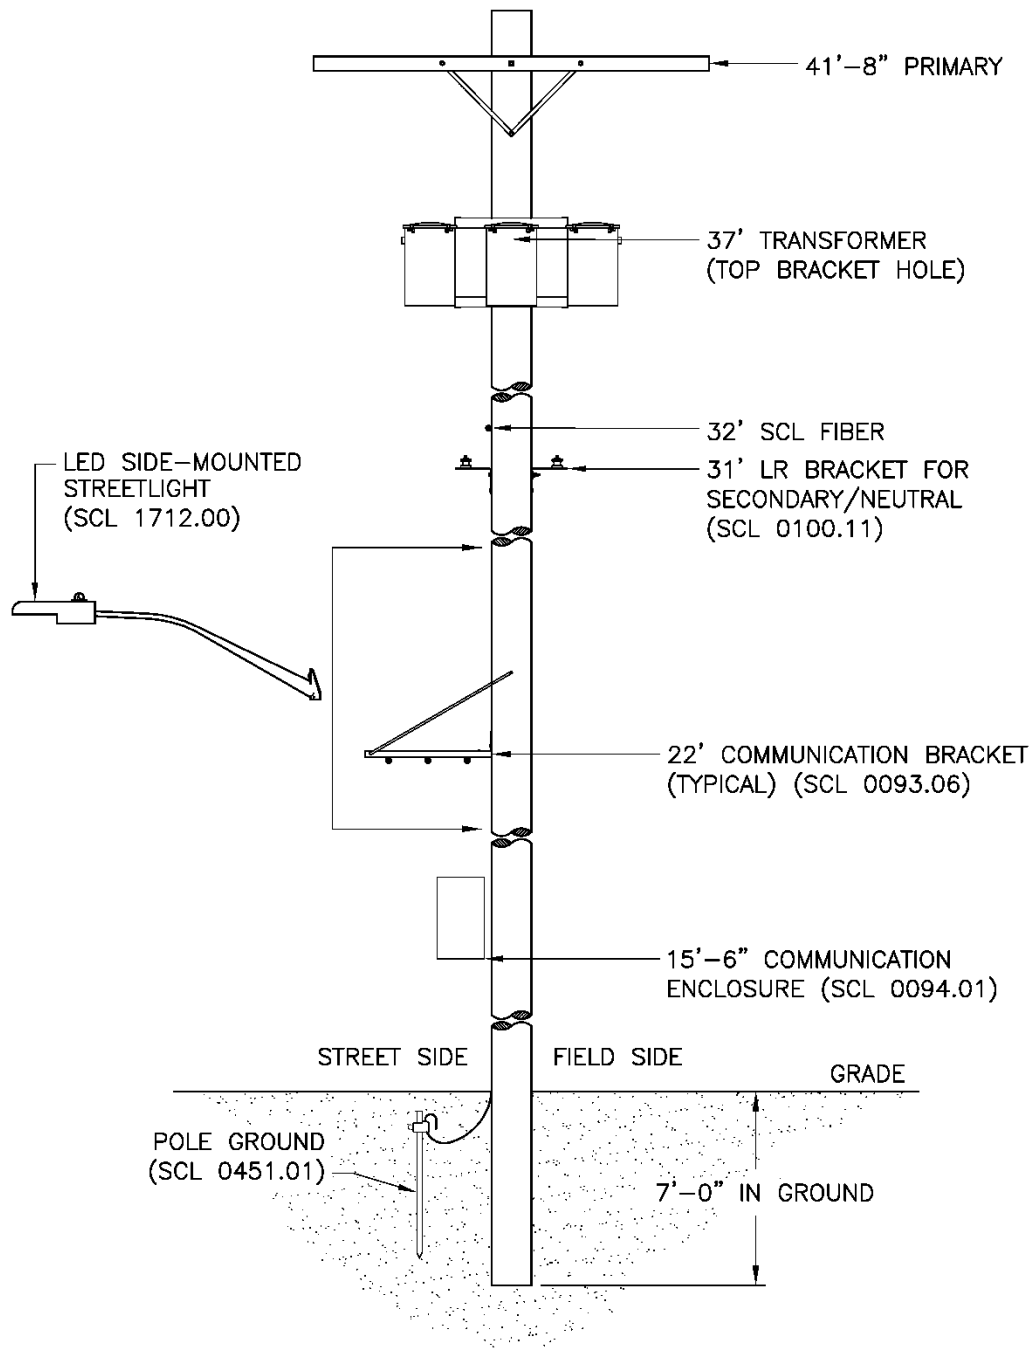 41'-8" PRIMARY
37' TRANSFORMER
(TOP BRACKET HOLE)
32' SCL FIBER
LED SIDE-MOUNTED
STREETLIGHT
(SCL 1712.00)
31' LR BRACKET FOR
SECONDARY/NEUTRAL
(SCL 0100.11)
22' COMMUNICATION BRACKET
(TYPICAL) (SCL 0093.06)
15'-6" COMMUNICATION
ENCLOSURE (SCL 0094.01)
STREET SIDE
FIELD SIDE
GRADE
POLE GROUND
(SCL 0451.01)
7'-0" IN GROUND